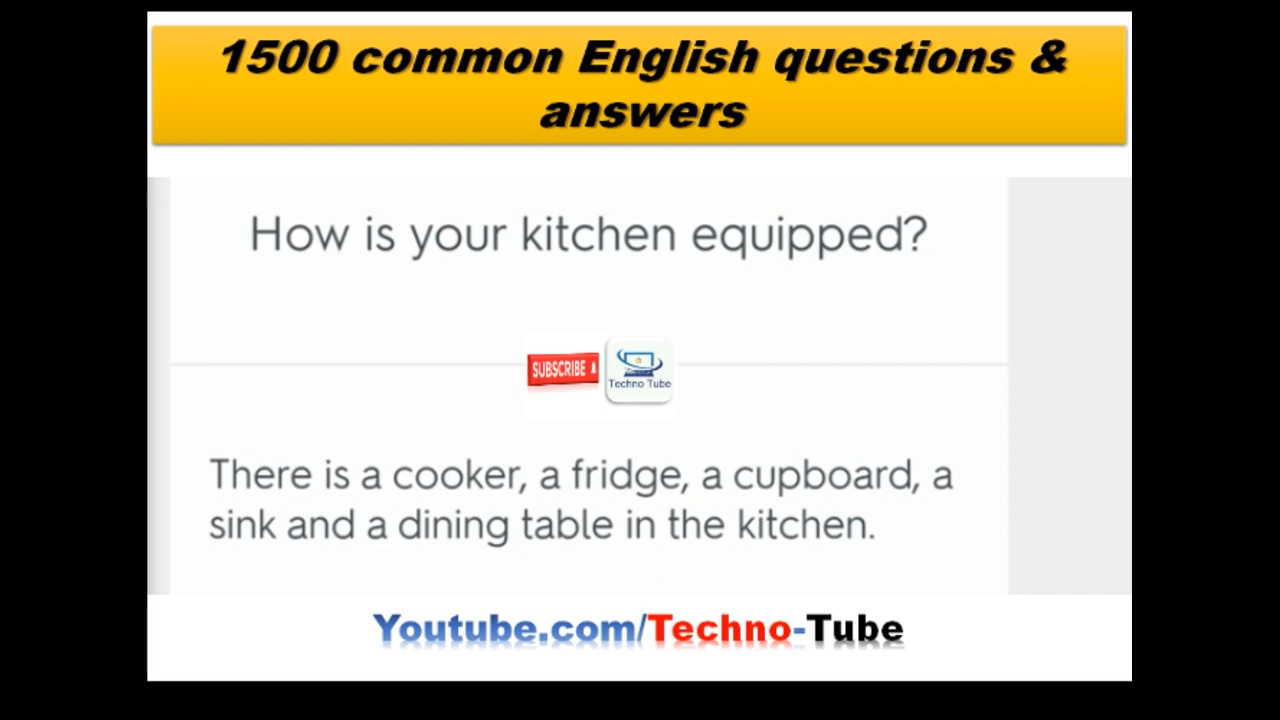 1500 common English questions &
answers
How is your kitchen equipped?
SUBSCRIBE
Techno Tube
There is a cooker, a fridge, a cupboard, a
sink and a dining table in the kitchen.
Youtube.com/Techno-Tube